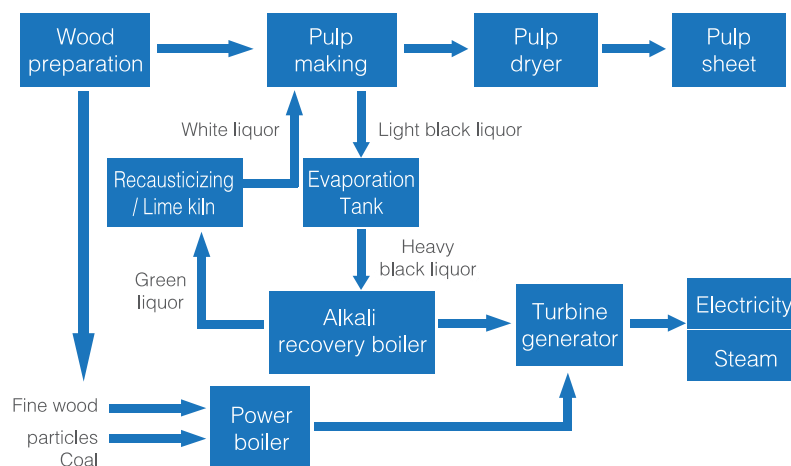 Wood
preparation
Pulp
making
Pulp
dryer
Pulp
sheet
White liquor
Light black liquor
Recausticizing
/ Lime kiln
Evaporation
Tank
Green
liquor
Heavy
black liquor
Alkali
recovery boiler
Turbine
generator
Electricity
Steam
Fine wood
particles
Coal
Power
boiler